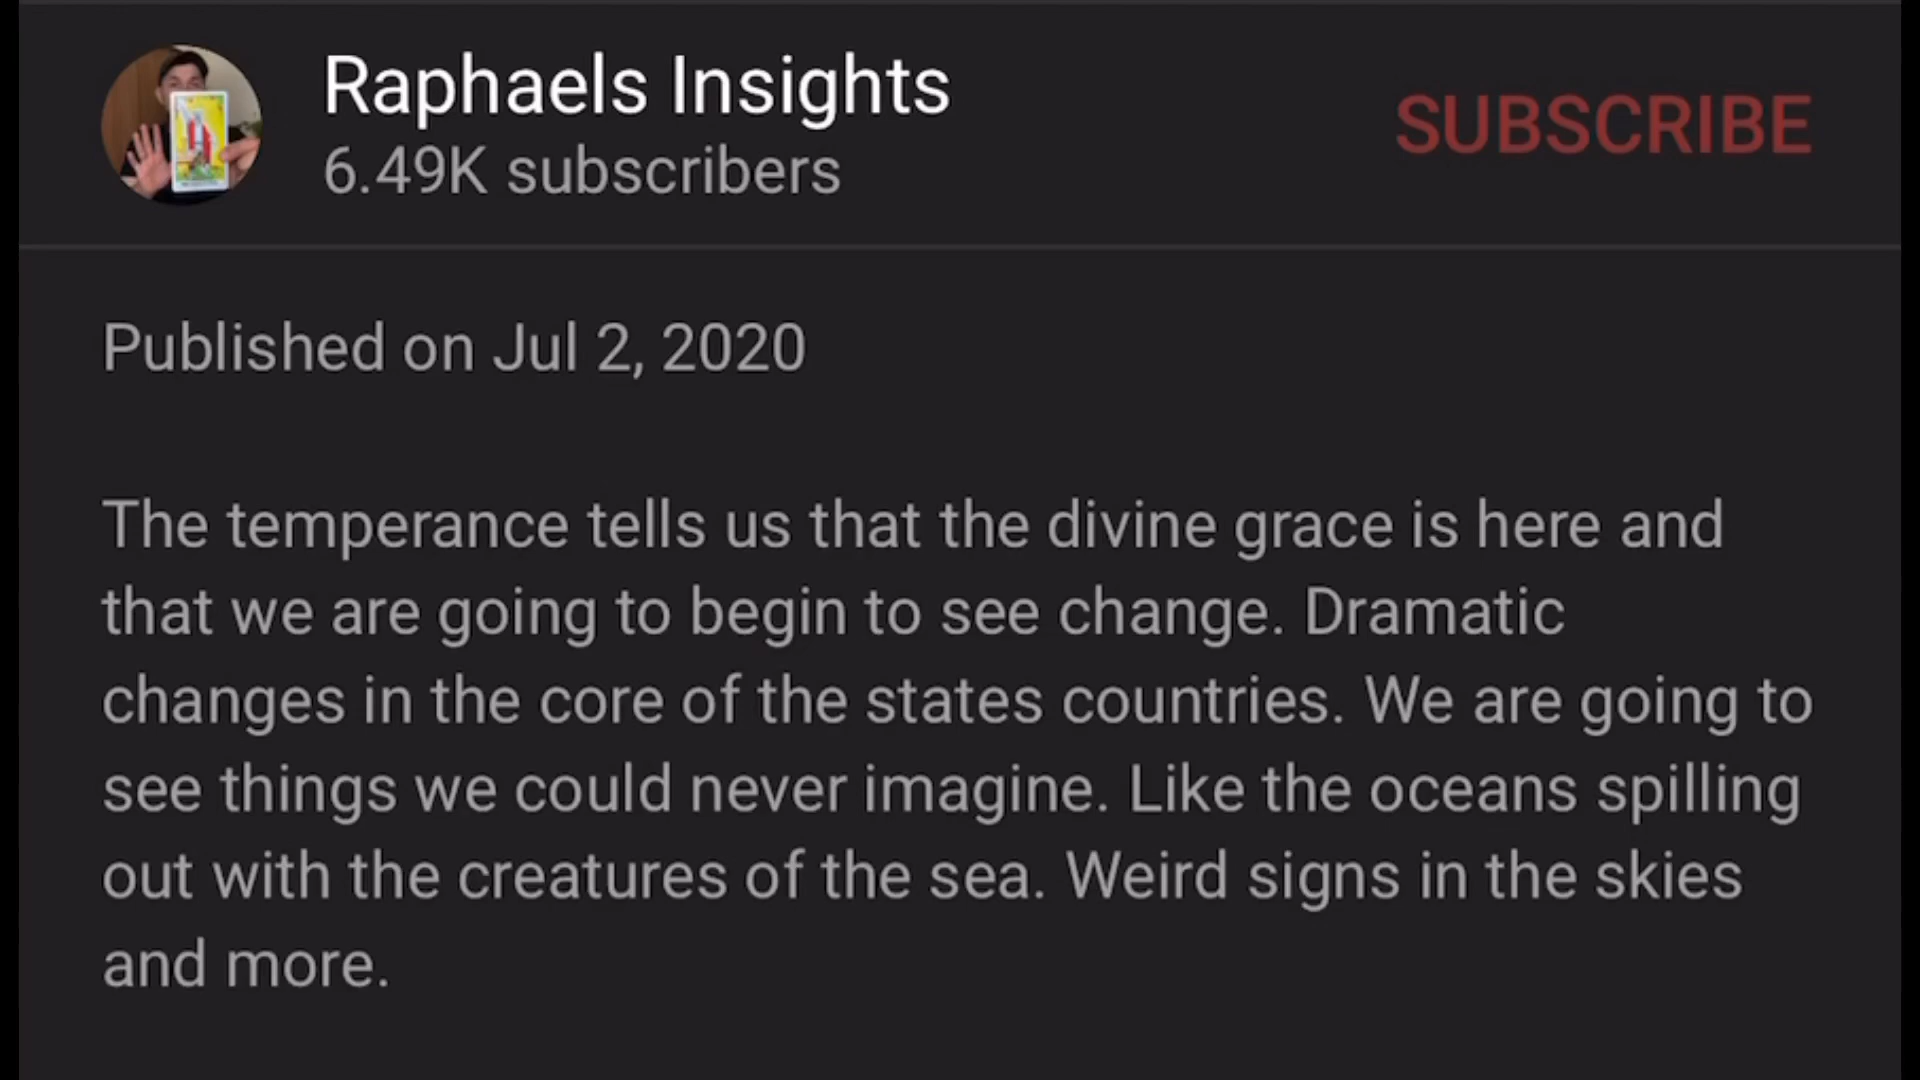 Raphaels Insights
6.49K subscribers
SUBSCRIBE
Published on Jul 2, 2020
The temperance tells us that the divine grace is here and
that we are going to begin to see change. Dramatic
changes in the core of the states countries. We are going to
see things we could never imagine. Like the oceans spilling
out with the creatures of the sea. Weird signs in the skies
and more.